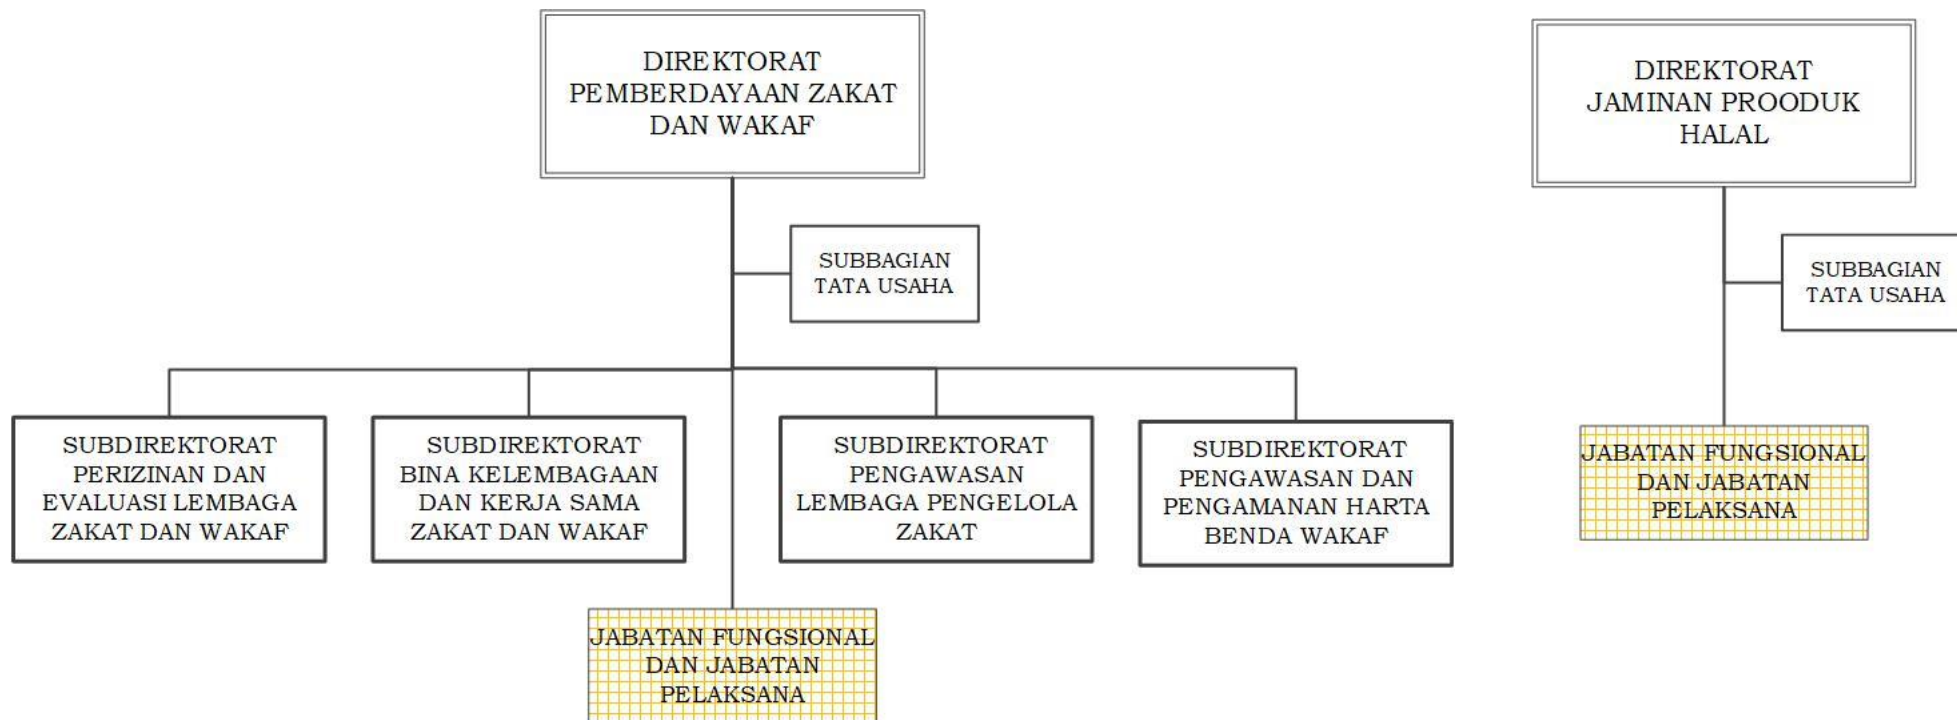 DIREKTORAT
PEMBERDAYAAN ZAKAT
DAN WAKAF
SUBBAGIAN
TATA USAHA
SUBDIREKTORAT
PERIZINAN DAN
EVALUASI LEMBAGA
ZAKAT DAN WAKAF
SUBDIREKTORAT
BINA KELEMBAGAAN
DAN KERJA SAMA
ZAKAT DAN WAKAF
SUBDIREKTORAT
PENGAWASAN
LEMBAGA PENGELOLA
ZAKAT
SUBDIREKTORAT
PENGAWASAN DAN
PENGAMANAN HARTA
BENDA WAKAF
JABATAN FUNGSIONAL
DAN JABATAN
PELAKSANA
DIREKTORAT
JAMINAN PROODUK
HALAL
SUBBAGIAN
TATA USAHA
JABATAN FUNGSIONAL
DAN JABATAN
PELAKSANA